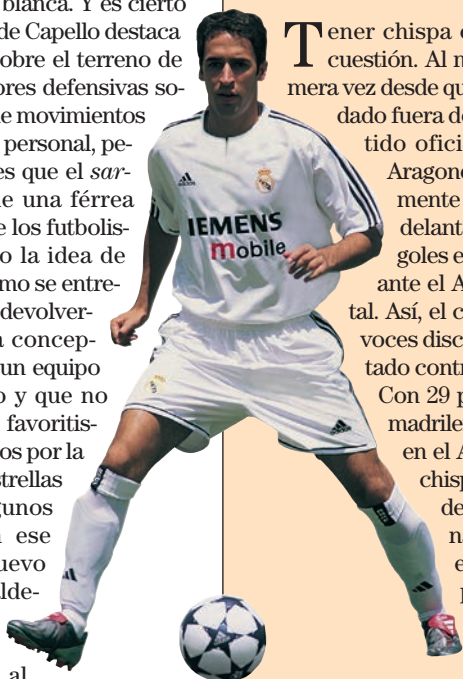 blanca. Y es cierto
de Capello destaca
obre el terreno de
ores defensivas so-
e movimientos
personal, pe-
es que el sar-
e una férrea
e los futbolis-
o la idea de
mo se entre-
devolver-
a concep-
un equipo
o y que no
favoritis-
os por la
strellas
gunos
ese
uevo
alde-
al
adidas
SIEMENS
mobile
Tener chispa
cuestión. Al
mera vez desde qu
dado fuera de
tido ofici
Aragone
mente
delant
goles e
ante el A
tal. Así, el c
voces disc
tado contr
Con 29 p
madrile
en el A
chisp
de
na
e